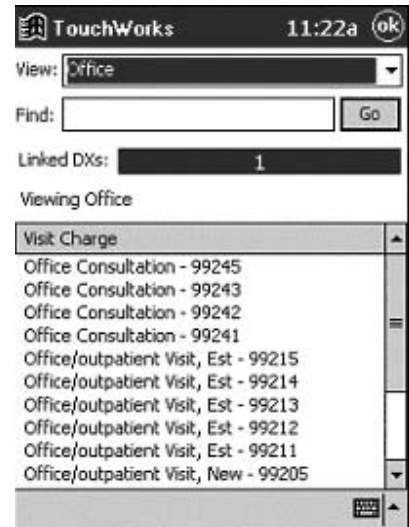 TouchWorks 11:22a ok
View: Office
Find: Go
Linked DXs: 1
Viewing Office
Visit Charge
Office Consultation - 99245
Office Consultation - 99243
Office Consultation - 99242
Office Consultation - 99241
Office/outpatient Visit, Est - 99215
Office/outpatient Visit, Est - 99214
Office/outpatient Visit, Est - 99213
Office/outpatient Visit, Est - 99212
Office/outpatient Visit, Est - 99211
Office/outpatient Visit, New - 99205